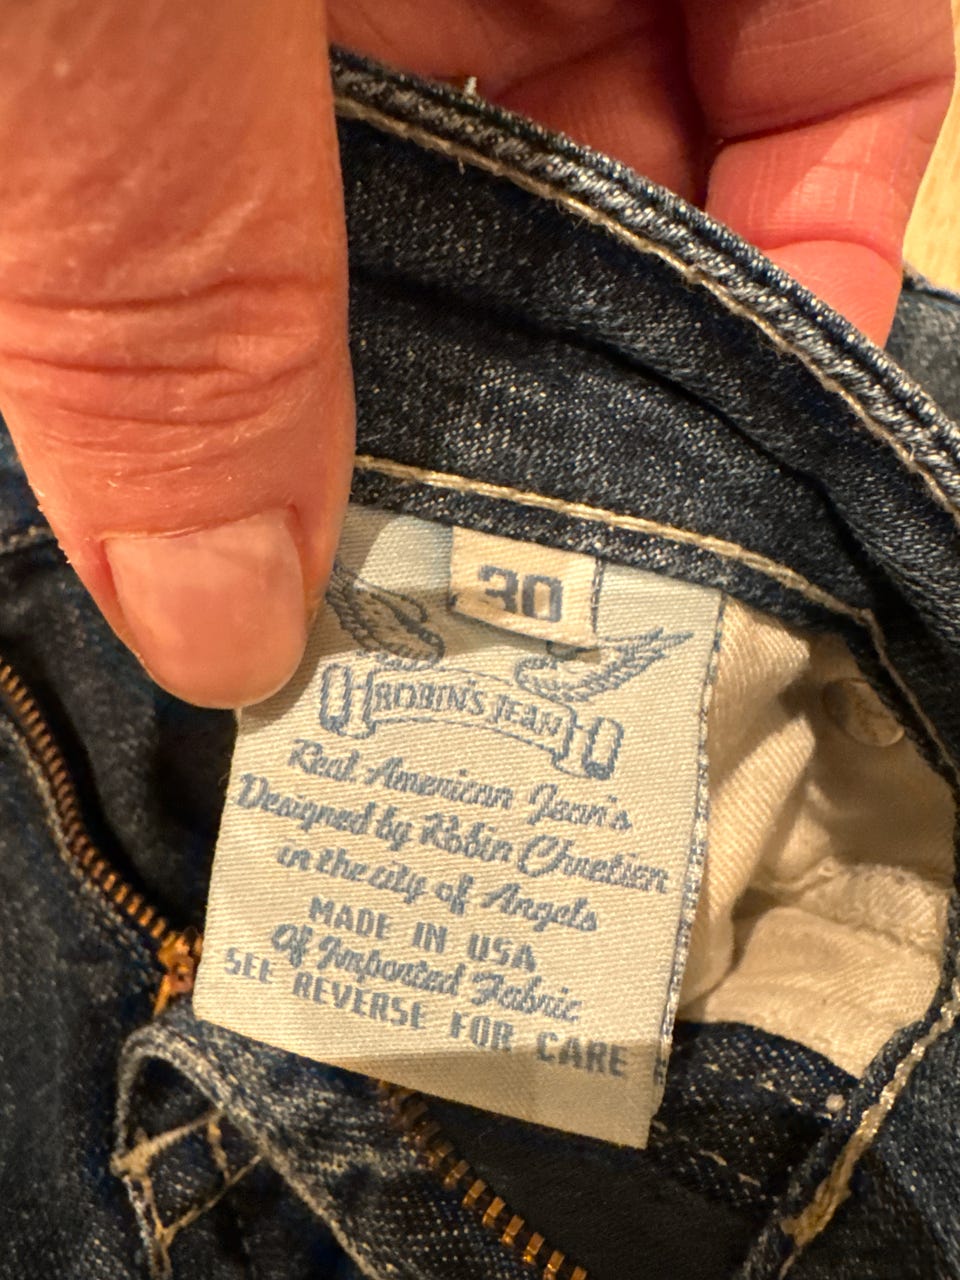 30
ROBIN'S JEAN
Real American Jean's
Designed by Robin Chretien
in the city of Angels
MADE IN USA
Of Imported Fabric
SEE REVERSE FOR CARE